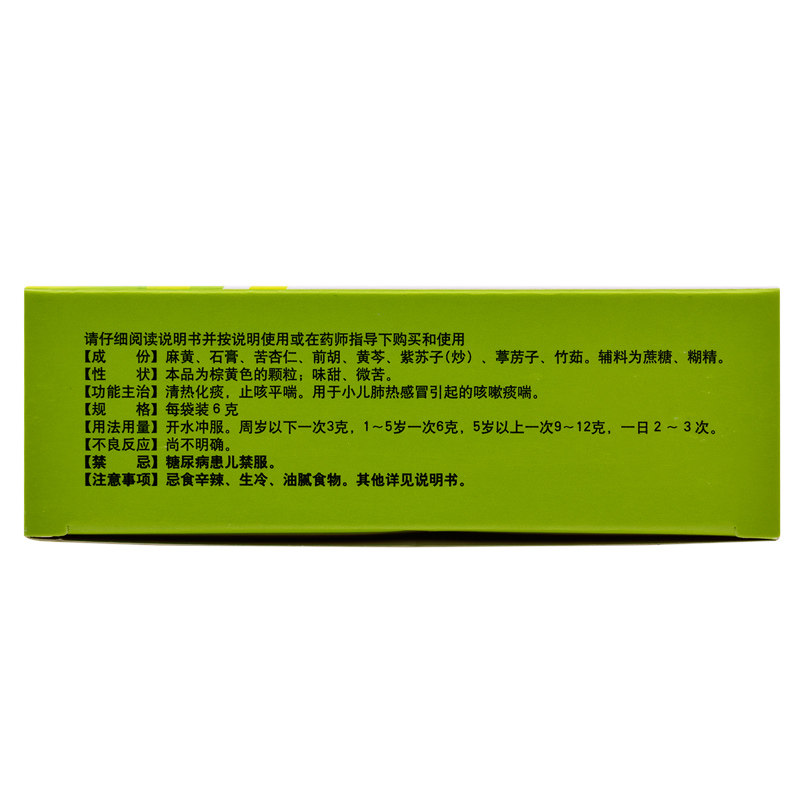 请仔细阅读说明书并按说明使用或在药师指导下购买和使用
【成　份】麻黄、石膏、苦杏仁、前胡、黄芩、紫苏子(炒)、葶苈子、竹茹。辅料为蔗糖、糊精。
【性　状】本品为棕黄色的颗粒；味甜、微苦。
【功能主治】清热化痰，止咳平喘。用于小儿肺热感冒引起的咳嗽痰喘。
【规　格】每袋装6克
【用法用量】开水冲服。周岁以下一次3克，1～5岁一次6克，5岁以上一次9～12克，一日2～3次。
【不良反应】尚不明确。
【禁　忌】糖尿病患儿禁服。
【注意事项】忌食辛辣、生冷、油腻食物。其他详见说明书。